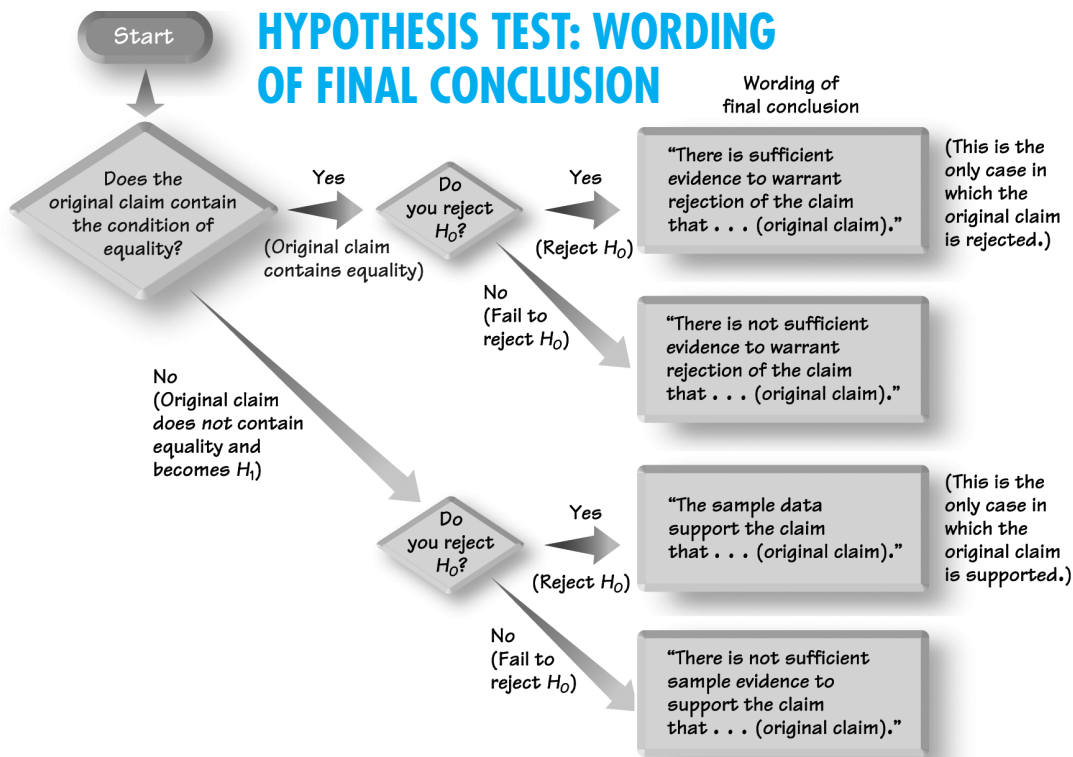 Start
HYPOTHESIS TEST: WORDING
OF FINAL CONCLUSION
Wording of
final conclusion
Does the
original claim contain
the condition of
equality?
Yes
(Original claim
contains equality)
Do
you reject
H0?
Yes
(Reject H0)
“There is sufficient
evidence to warrant
rejection of the claim
that . . . (original claim).”
(This is the
only case in
which the
original claim
is rejected.)
No
(Fail to
reject H0)
“There is not sufficient
evidence to warrant
rejection of the claim
that . . . (original claim).”
No
(Original claim
does not contain
equality and
becomes H1)
Do
you reject
H0?
Yes
(Reject H0)
“The sample data
support the claim
that . . . (original claim).”
(This is the
only case in
which the
original claim
is supported.)
No
(Fail to
reject H0)
“There is not sufficient
sample evidence to
support the claim
that . . . (original claim).”